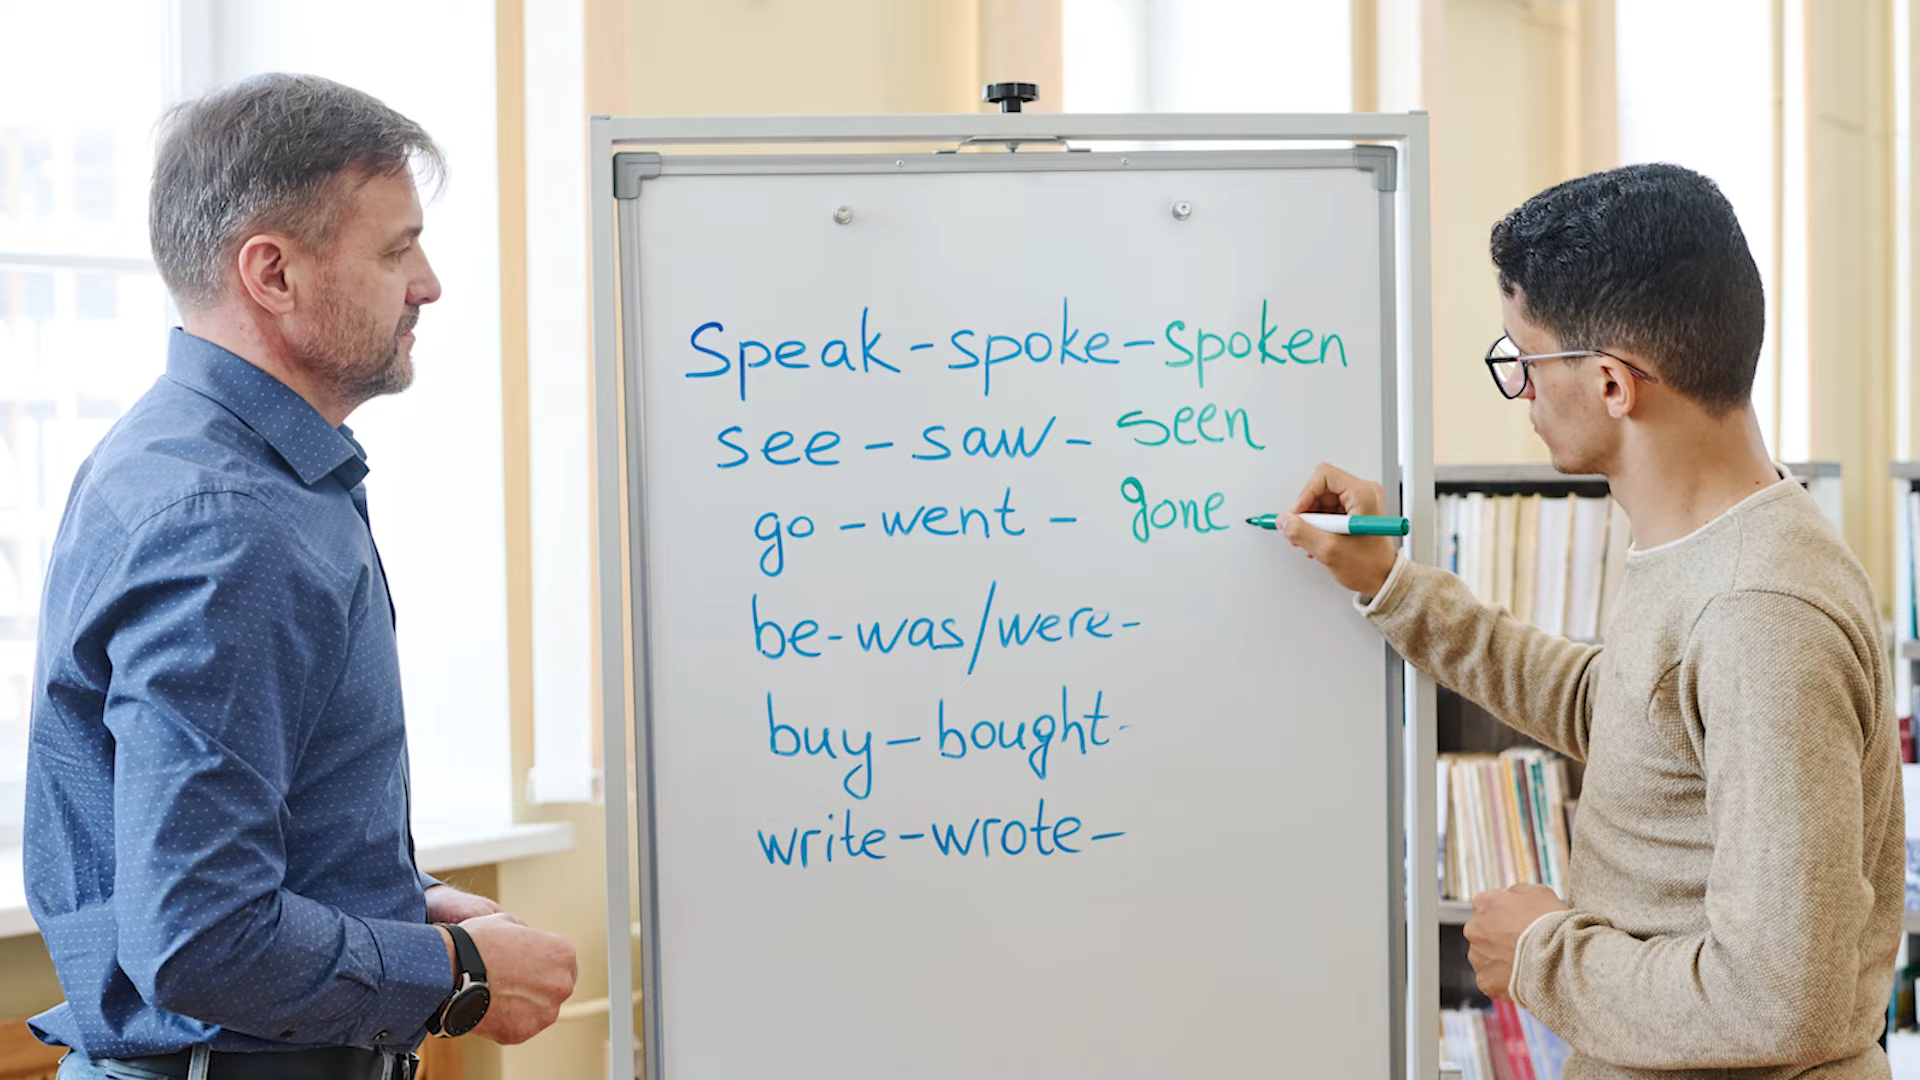 Speak - spoke - spoken
see - saw - seen
go - went - gone
be - was/were -
buy - bought -
write - wrote -